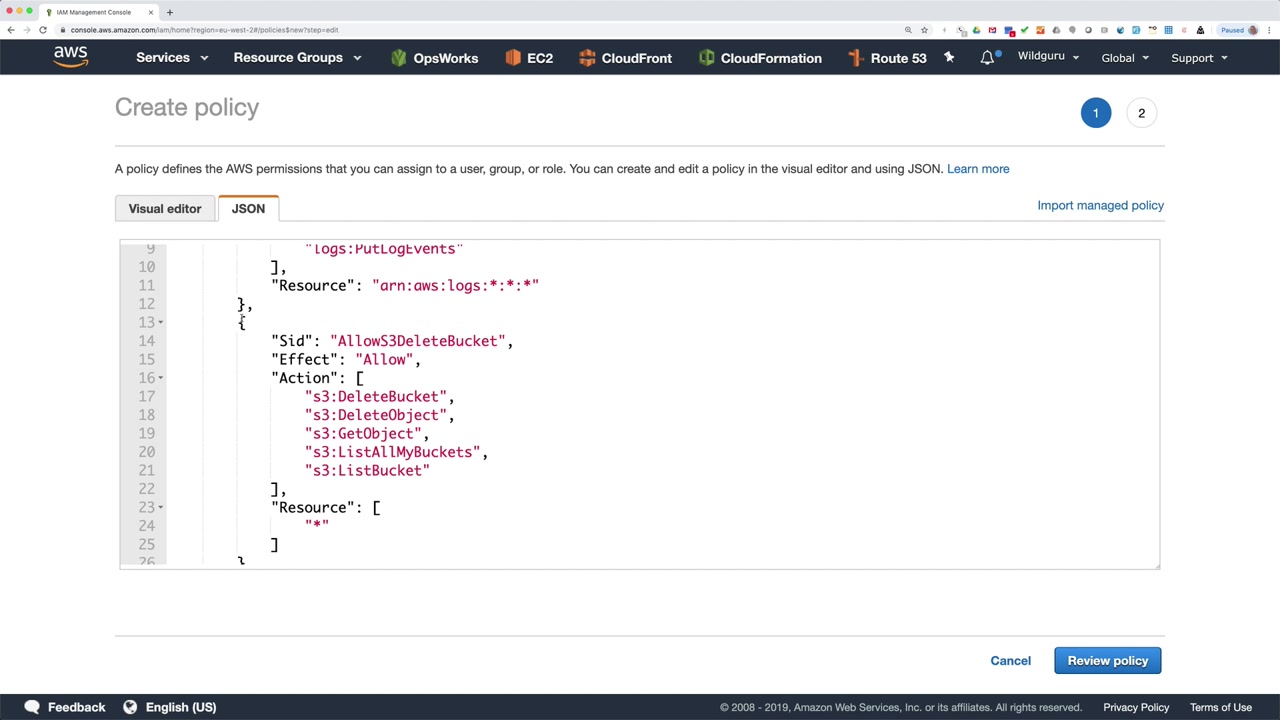 IAM Management Console
console.aws.amazon.com/iam/home?region=eu-west-2#/policies$new?step=edit
Paused
aws Services Resource Groups OpsWorks EC2 CloudFront CloudFormation Route 53 Wildguru Global Support
Create policy
1 2
A policy defines the AWS permissions that you can assign to a user, group, or role. You can create and edit a policy in the visual editor and using JSON. Learn more
Visual editor JSON Import managed policy
9 "logs:PutLogEvents"
10 ],
11 "Resource": "arn:aws:logs:*:*:*"
12 },
13 {
14 "Sid": "AllowS3DeleteBucket",
15 "Effect": "Allow",
16 "Action": [
17 "s3:DeleteBucket",
18 "s3:DeleteObject",
19 "s3:GetObject",
20 "s3:ListAllMyBuckets",
21 "s3:ListBucket"
22 ],
23 "Resource": [
24 "*"
25 ]
26 }
Cancel Review policy
Feedback English (US) © 2008 - 2019, Amazon Web Services, Inc. or its affiliates. All rights reserved. Privacy Policy Terms of Use